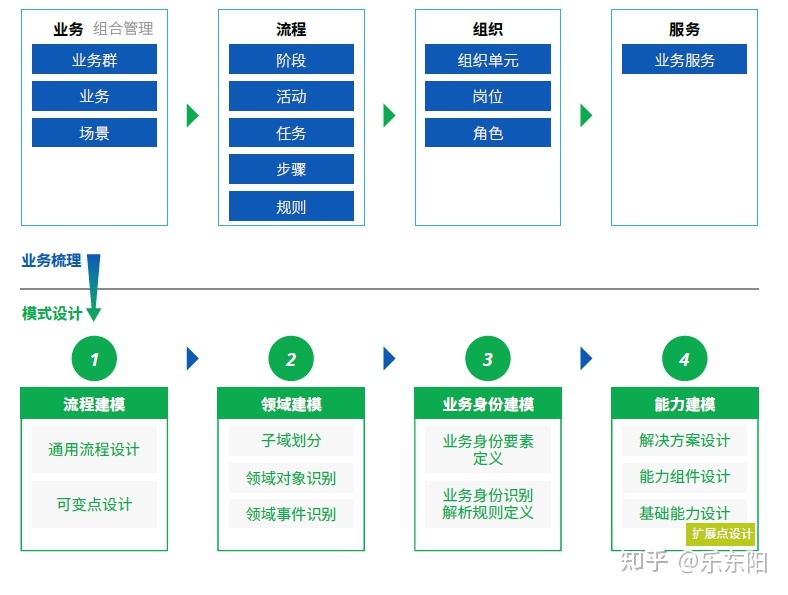 业务 组合管理
业务群
业务
场景
流程
阶段
活动
任务
步骤
规则
组织
组织单元
岗位
角色
服务
业务服务
业务梳理
模式设计
1
流程建模
通用流程设计
可变点设计
2
领域建模
子域划分
领域对象识别
领域事件识别
3
业务身份建模
业务身份要素
定义
业务身份识别
解析规则定义
4
能力建模
解决方案设计
能力组件设计
基础能力设计
扩展点设计
知乎 @乐东阳